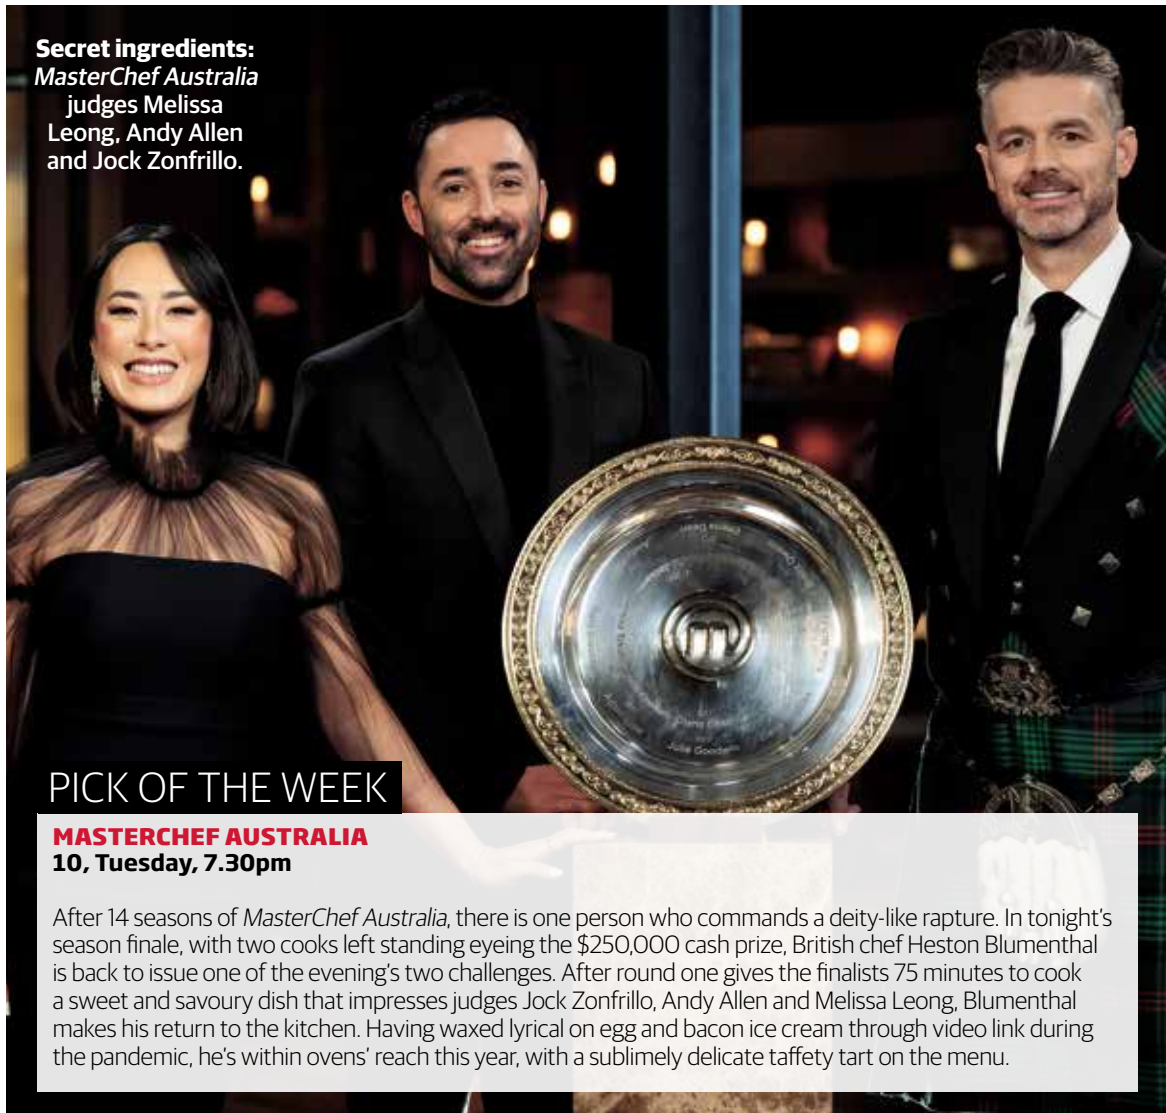 Secret ingredients:
MasterChef Australia
judges Melissa
Leong, Andy Allen
and Jock Zonfrillo.
Julie Goodwin
PICK OF THE WEEK
MASTERCHEF AUSTRALIA
10, Tuesday, 7.30pm
After 14 seasons of MasterChef Australia, there is one person who commands a deity-like rapture. In tonight's
season finale, with two cooks left standing eyeing the $250,000 cash prize, British chef Heston Blumenthal
is back to issue one of the evening's two challenges. After round one gives the finalists 75 minutes to cook
a sweet and savoury dish that impresses judges Jock Zonfrillo, Andy Allen and Melissa Leong, Blumenthal
makes his return to the kitchen. Having waxed lyrical on egg and bacon ice cream through video link during
the pandemic, he's within ovens' reach this year, with a sublimely delicate taffety tart on the menu.